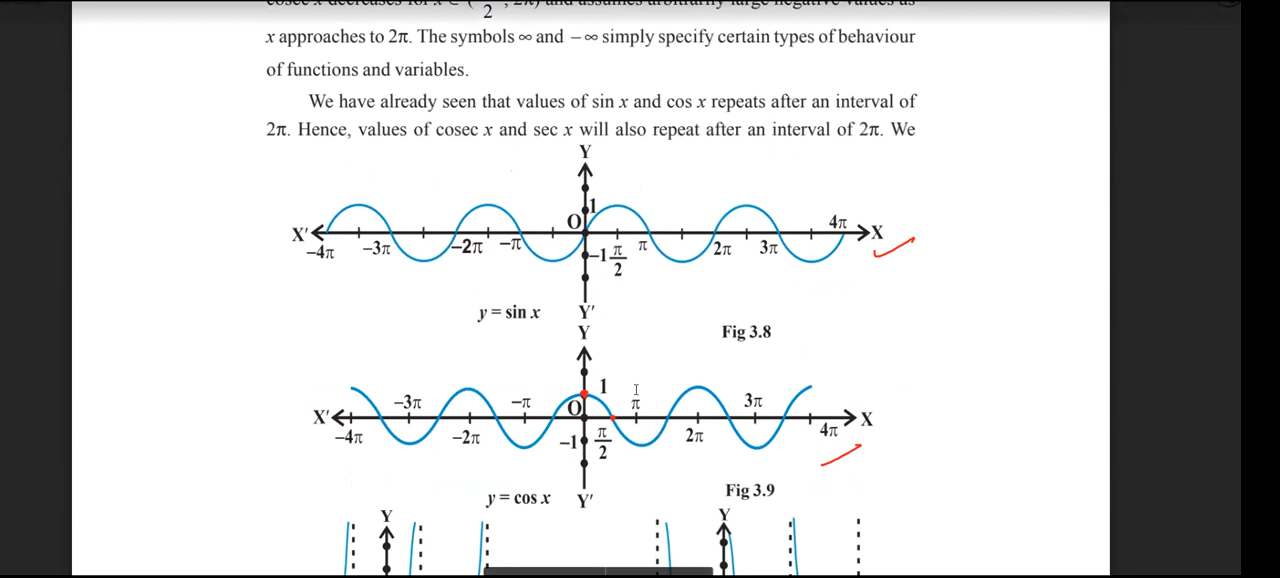 x approaches to 2π. The symbols ∞ and – ∞ simply specify certain types of behaviour
of functions and variables.
We have already seen that values of sin x and cos x repeats after an interval of
2π. Hence, values of cosec x and sec x will also repeat after an interval of 2π. We
Y
1
O
4π
X′
X
–4π
–3π
–2π
–π
–1
π/2
π
2π
3π
y = sin x
Y′
Fig 3.8
Y
1
–3π
–π
O
π
3π
X′
X
–4π
–2π
–1
π/2
2π
4π
y = cos x
Y′
Fig 3.9
Y
Y